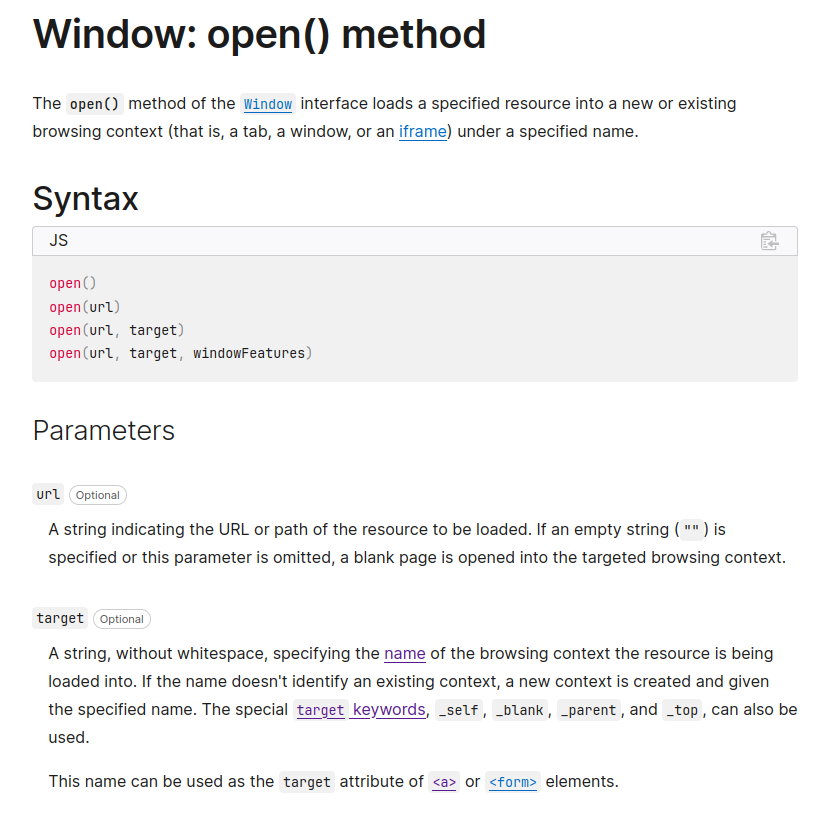 Window: open() method
The open() method of the Window interface loads a specified resource into a new or existing
browsing context (that is, a tab, a window, or an iframe) under a specified name.
Syntax
JS
open()
open(url)
open(url, target)
open(url, target, windowFeatures)
Parameters
url Optional
A string indicating the URL or path of the resource to be loaded. If an empty string ("") is
specified or this parameter is omitted, a blank page is opened into the targeted browsing context.
target Optional
A string, without whitespace, specifying the name of the browsing context the resource is being
loaded into. If the name doesn't identify an existing context, a new context is created and given
the specified name. The special target keywords, _self, _blank, _parent, and _top, can also be
used.
This name can be used as the target attribute of <a> or <form> elements.